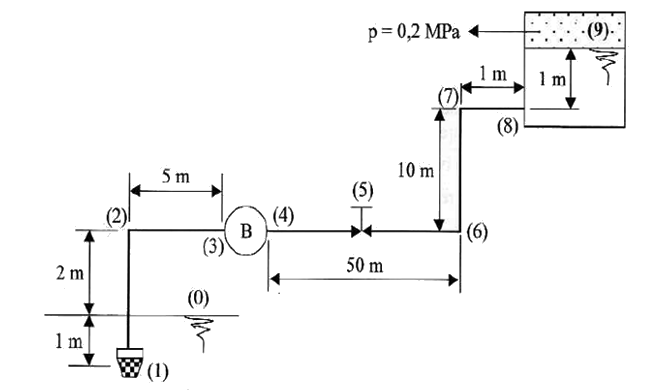 p = 0,2 MPa
(9)
1 m
1 m
(7)
(8)
10 m
5 m
(5)
(2)
(4)
B
(3)
(6)
50 m
2 m
(0)
1 m
(1)